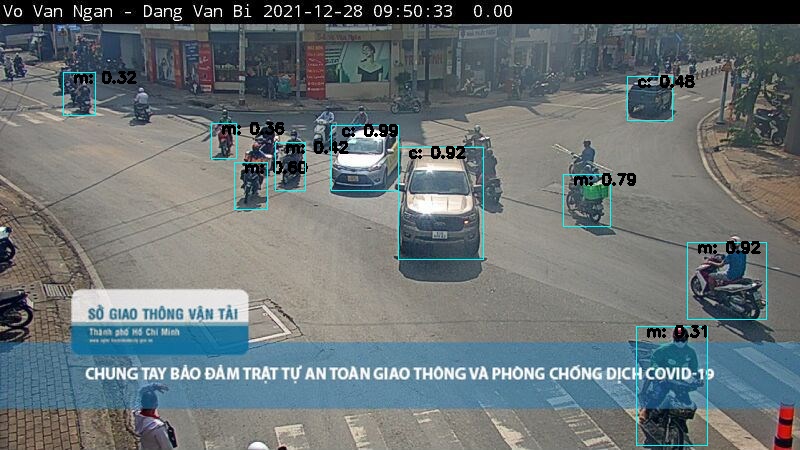 Vo Van Ngan - Dang Van Bi 2021-12-28 09:50:33 0.00
m: 0.32
c: 0.48
m: 0.36
c: 0.99
m: 0.42
c: 0.92
m: 0.60
m: 0.79
m: 0.92
SỞ GIAO THÔNG VẬN TẢI
Thành phố Hồ Chí Minh
m: 0.31
CHUNG TAY BẢO ĐẢM TRẬT TỰ AN TOÀN GIAO THÔNG VÀ PHÒNG CHỐNG DỊCH COVID-19